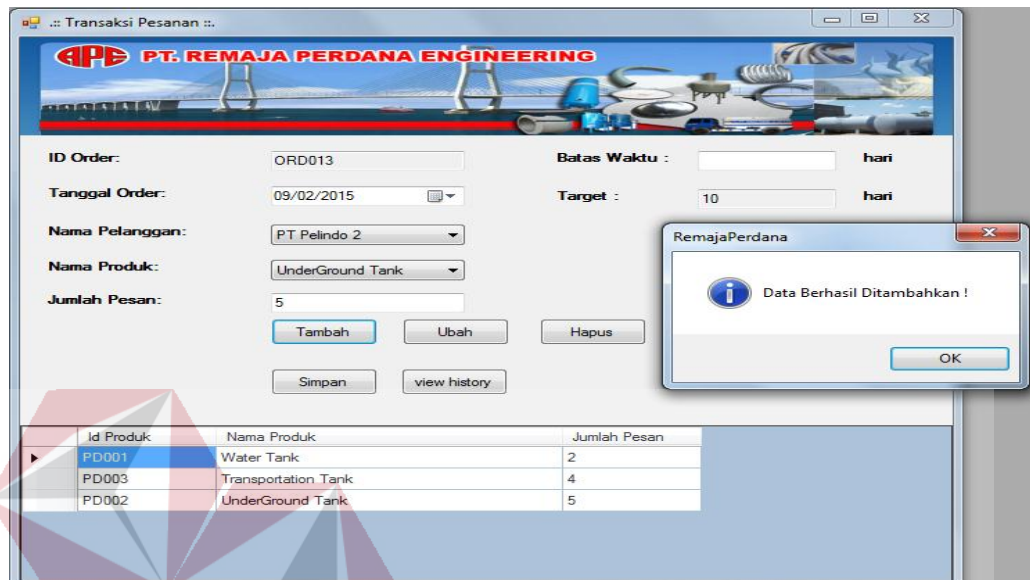 .:: Transaksi Pesanan ::.
APE PT. REMAJA PERDANA ENGINEERING
ID Order: ORD013 Batas Waktu : hari
Tanggal Order: 09/02/2015 Target : 10 hari
Nama Pelanggan: PT Pelindo 2
Nama Produk: UnderGround Tank
Jumlah Pesan: 5
Tambah Ubah Hapus
Simpan view history
RemajaPerdana
Data Berhasil Ditambahkan !
OK
Id Produk Nama Produk Jumlah Pesan
PD001 Water Tank 2
PD003 Transportation Tank 4
PD002 UnderGround Tank 5